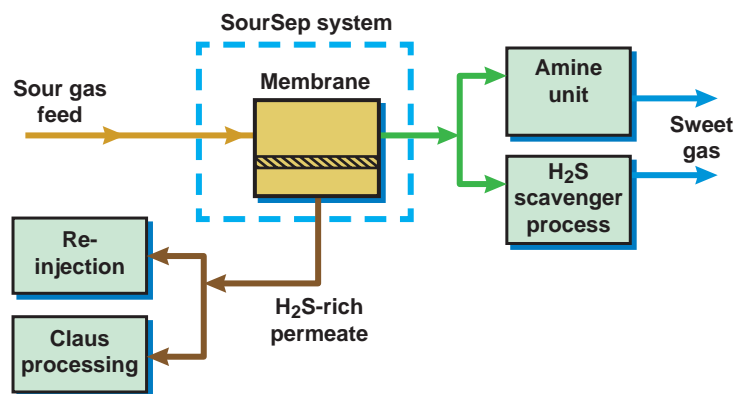 SourSep system
Sour gas
feed
Membrane
Amine
unit
Sweet
gas
H₂S
scavenger
process
Re-
injection
H₂S-rich
permeate
Claus
processing